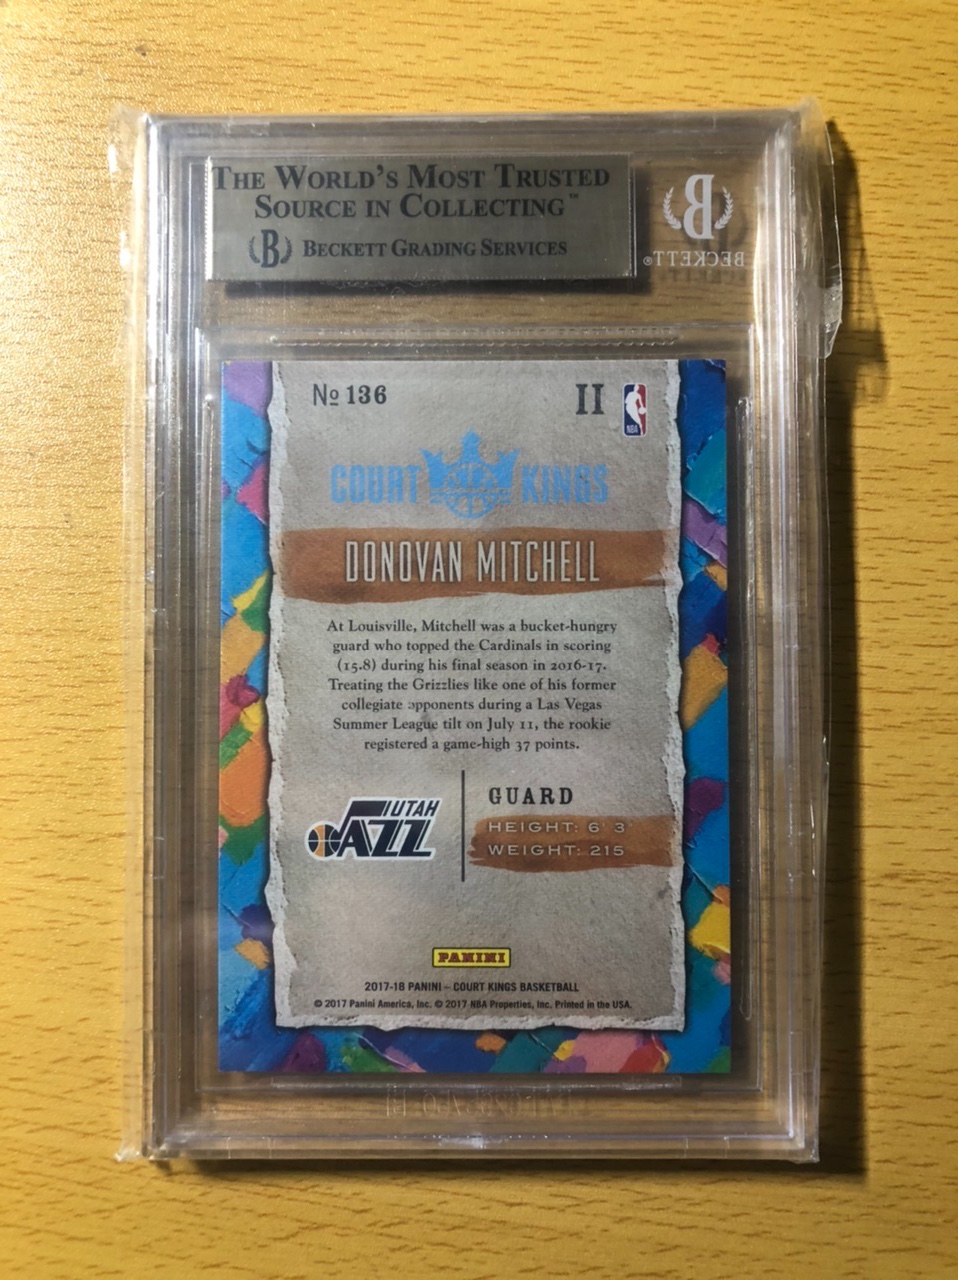 THE WORLD'S MOST TRUSTED
SOURCE IN COLLECTING™
B BECKETT GRADING SERVICES
B
BECKETT®
№ 136
II
NBA
COURT KINGS
DONOVAN MITCHELL
At Louisville, Mitchell was a bucket-hungry
guard who topped the Cardinals in scoring
(15.8) during his final season in 2016-17.
Treating the Grizzlies like one of his former
collegiate opponents during a Las Vegas
Summer League tilt on July 11, the rookie
registered a game-high 37 points.
UTAH
JAZZ
GUARD
HEIGHT: 6' 3
WEIGHT: 215
PANINI
2017-18 PANINI – COURT KINGS BASKETBALL
© 2017 Panini America, Inc. © 2017 NBA Properties, Inc. Printed in the USA.